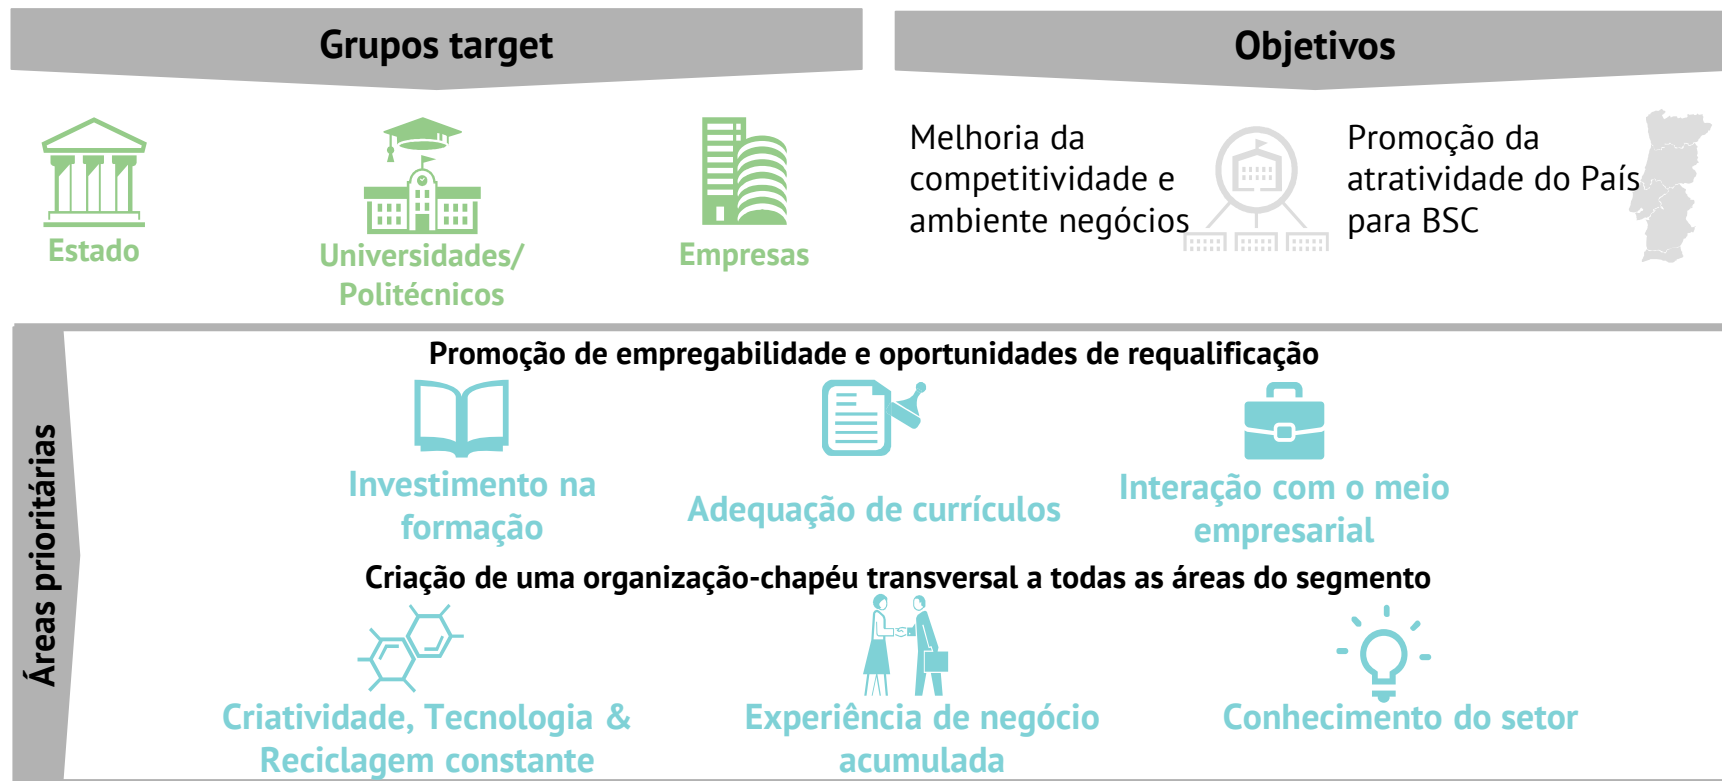 Grupos target
Objetivos
Estado
Universidades/
Politécnicos
Empresas
Melhoria da
competitividade e
ambiente negócios
Promoção da
atratividade do País
para BSC
Áreas prioritárias
Promoção de empregabilidade e oportunidades de requalificação
Investimento na
formação
Adequação de currículos
Interação com o meio
empresarial
Criação de uma organização-chapéu transversal a todas as áreas do segmento
Criatividade, Tecnologia &
Reciclagem constante
Experiência de negócio
acumulada
Conhecimento do setor